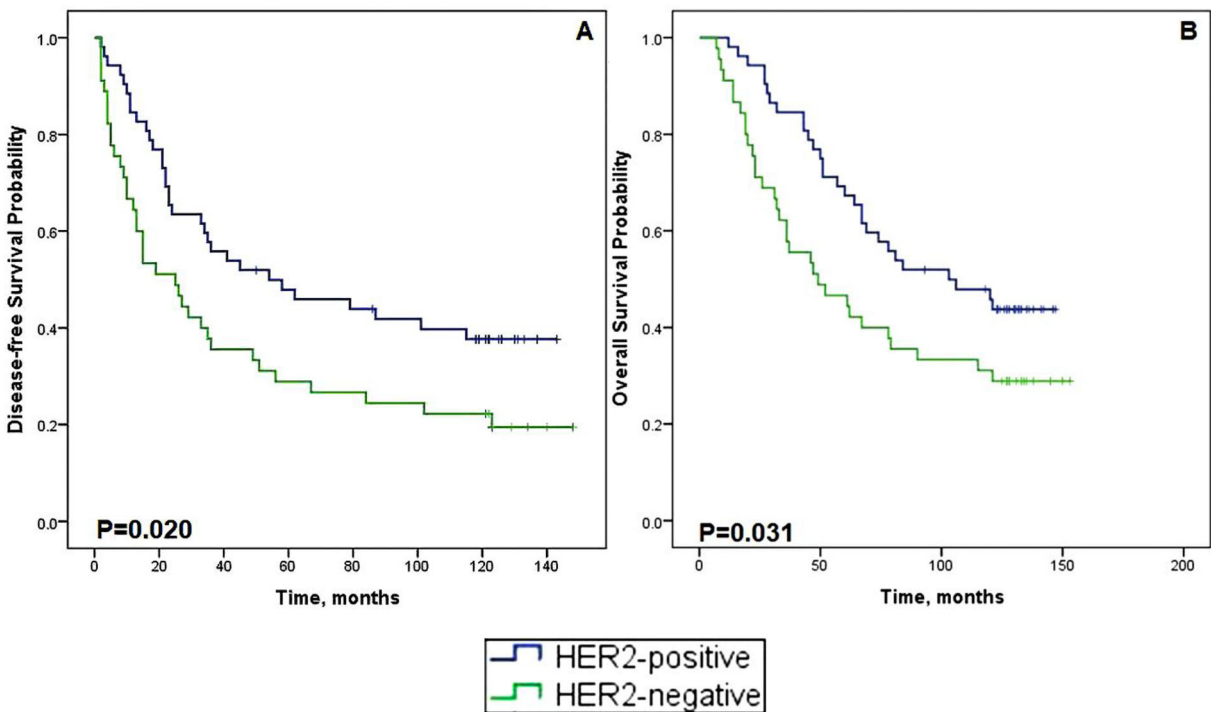 A
Disease-free Survival Probability
1.0
0.8
0.6
0.4
0.2
0.0
P=0.020
0 20 40 60 80 100 120 140
Time, months
B
Overall Survival Probability
1.0
0.8
0.6
0.4
0.2
0.0
P=0.031
0 50 100 150 200
Time, months
HER2-positive
HER2-negative